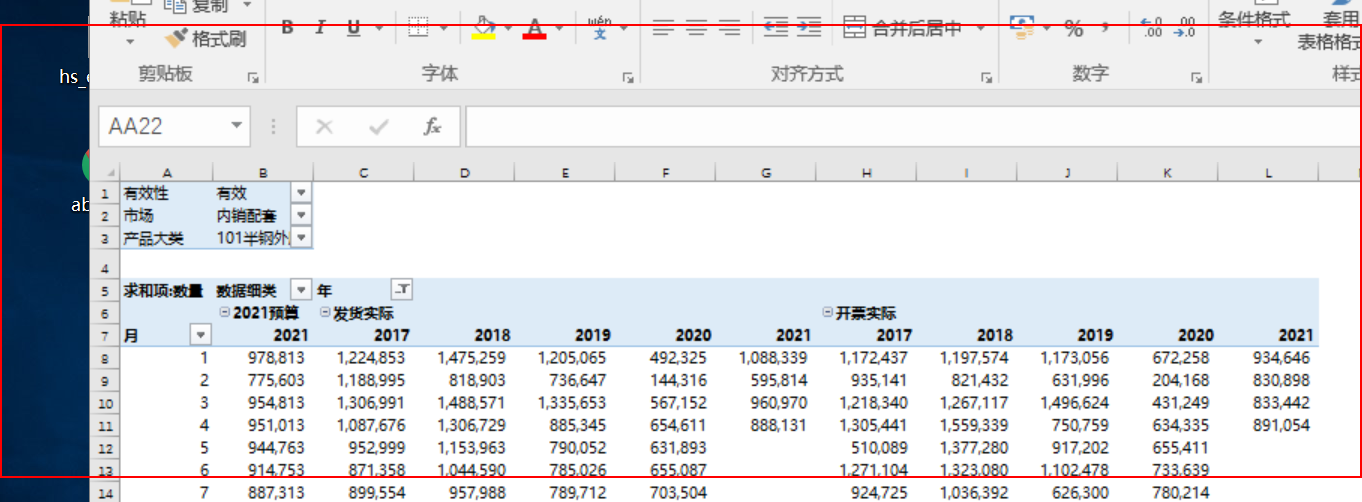 粘贴 复制
格式刷 B I U A wén 文 合并后居中 % .00 .00 条件格式 套用
表格格式
剪贴板 字体 对齐方式 数字 样式
hs_
AA22 fx
ab
A B C D E F G H I J K L
1 有效性 有效
2 市场 内销配套
3 产品大类 101半钢外
4
5 求和项:数量 数据细类 年
6 2021预算 发货实际 开票实际
7 月 2021 2017 2018 2019 2020 2021 2017 2018 2019 2020 2021
8 1 978,813 1,224,853 1,475,259 1,205,065 492,325 1,088,339 1,172,437 1,197,574 1,173,056 672,258 934,646
9 2 775,603 1,188,995 818,903 736,647 144,316 595,814 935,141 821,432 631,996 204,168 830,898
10 3 954,813 1,306,991 1,488,571 1,335,653 567,152 960,970 1,218,340 1,267,117 1,496,624 431,249 833,442
11 4 951,013 1,087,676 1,306,729 885,345 654,611 888,131 1,305,441 1,559,339 750,759 634,335 891,054
12 5 944,763 952,999 1,153,963 790,052 631,893 510,089 1,377,280 917,202 655,411
13 6 914,753 871,358 1,044,590 785,026 655,087 1,271,104 1,323,080 1,102,478 733,639
14 7 887,313 899,554 957,988 789,712 703,504 924,725 1,036,392 626,300 780,214